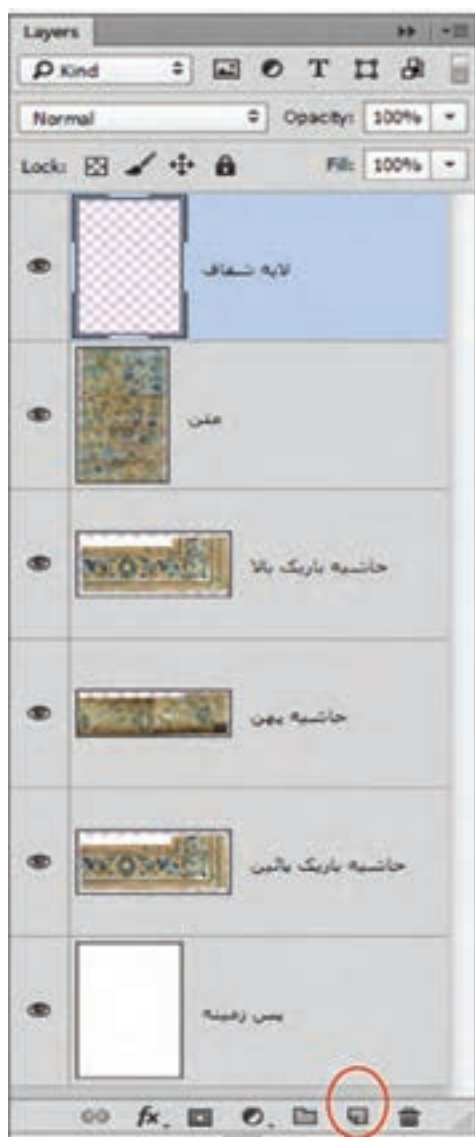 Layers
Kind
Normal Opacity: 100%
Lock: Fill: 100%
لایه شفاف
متن
حاشیه باریک بالا
حاشیه پهن
حاشیه باریک پائین
پس زمینه
fx